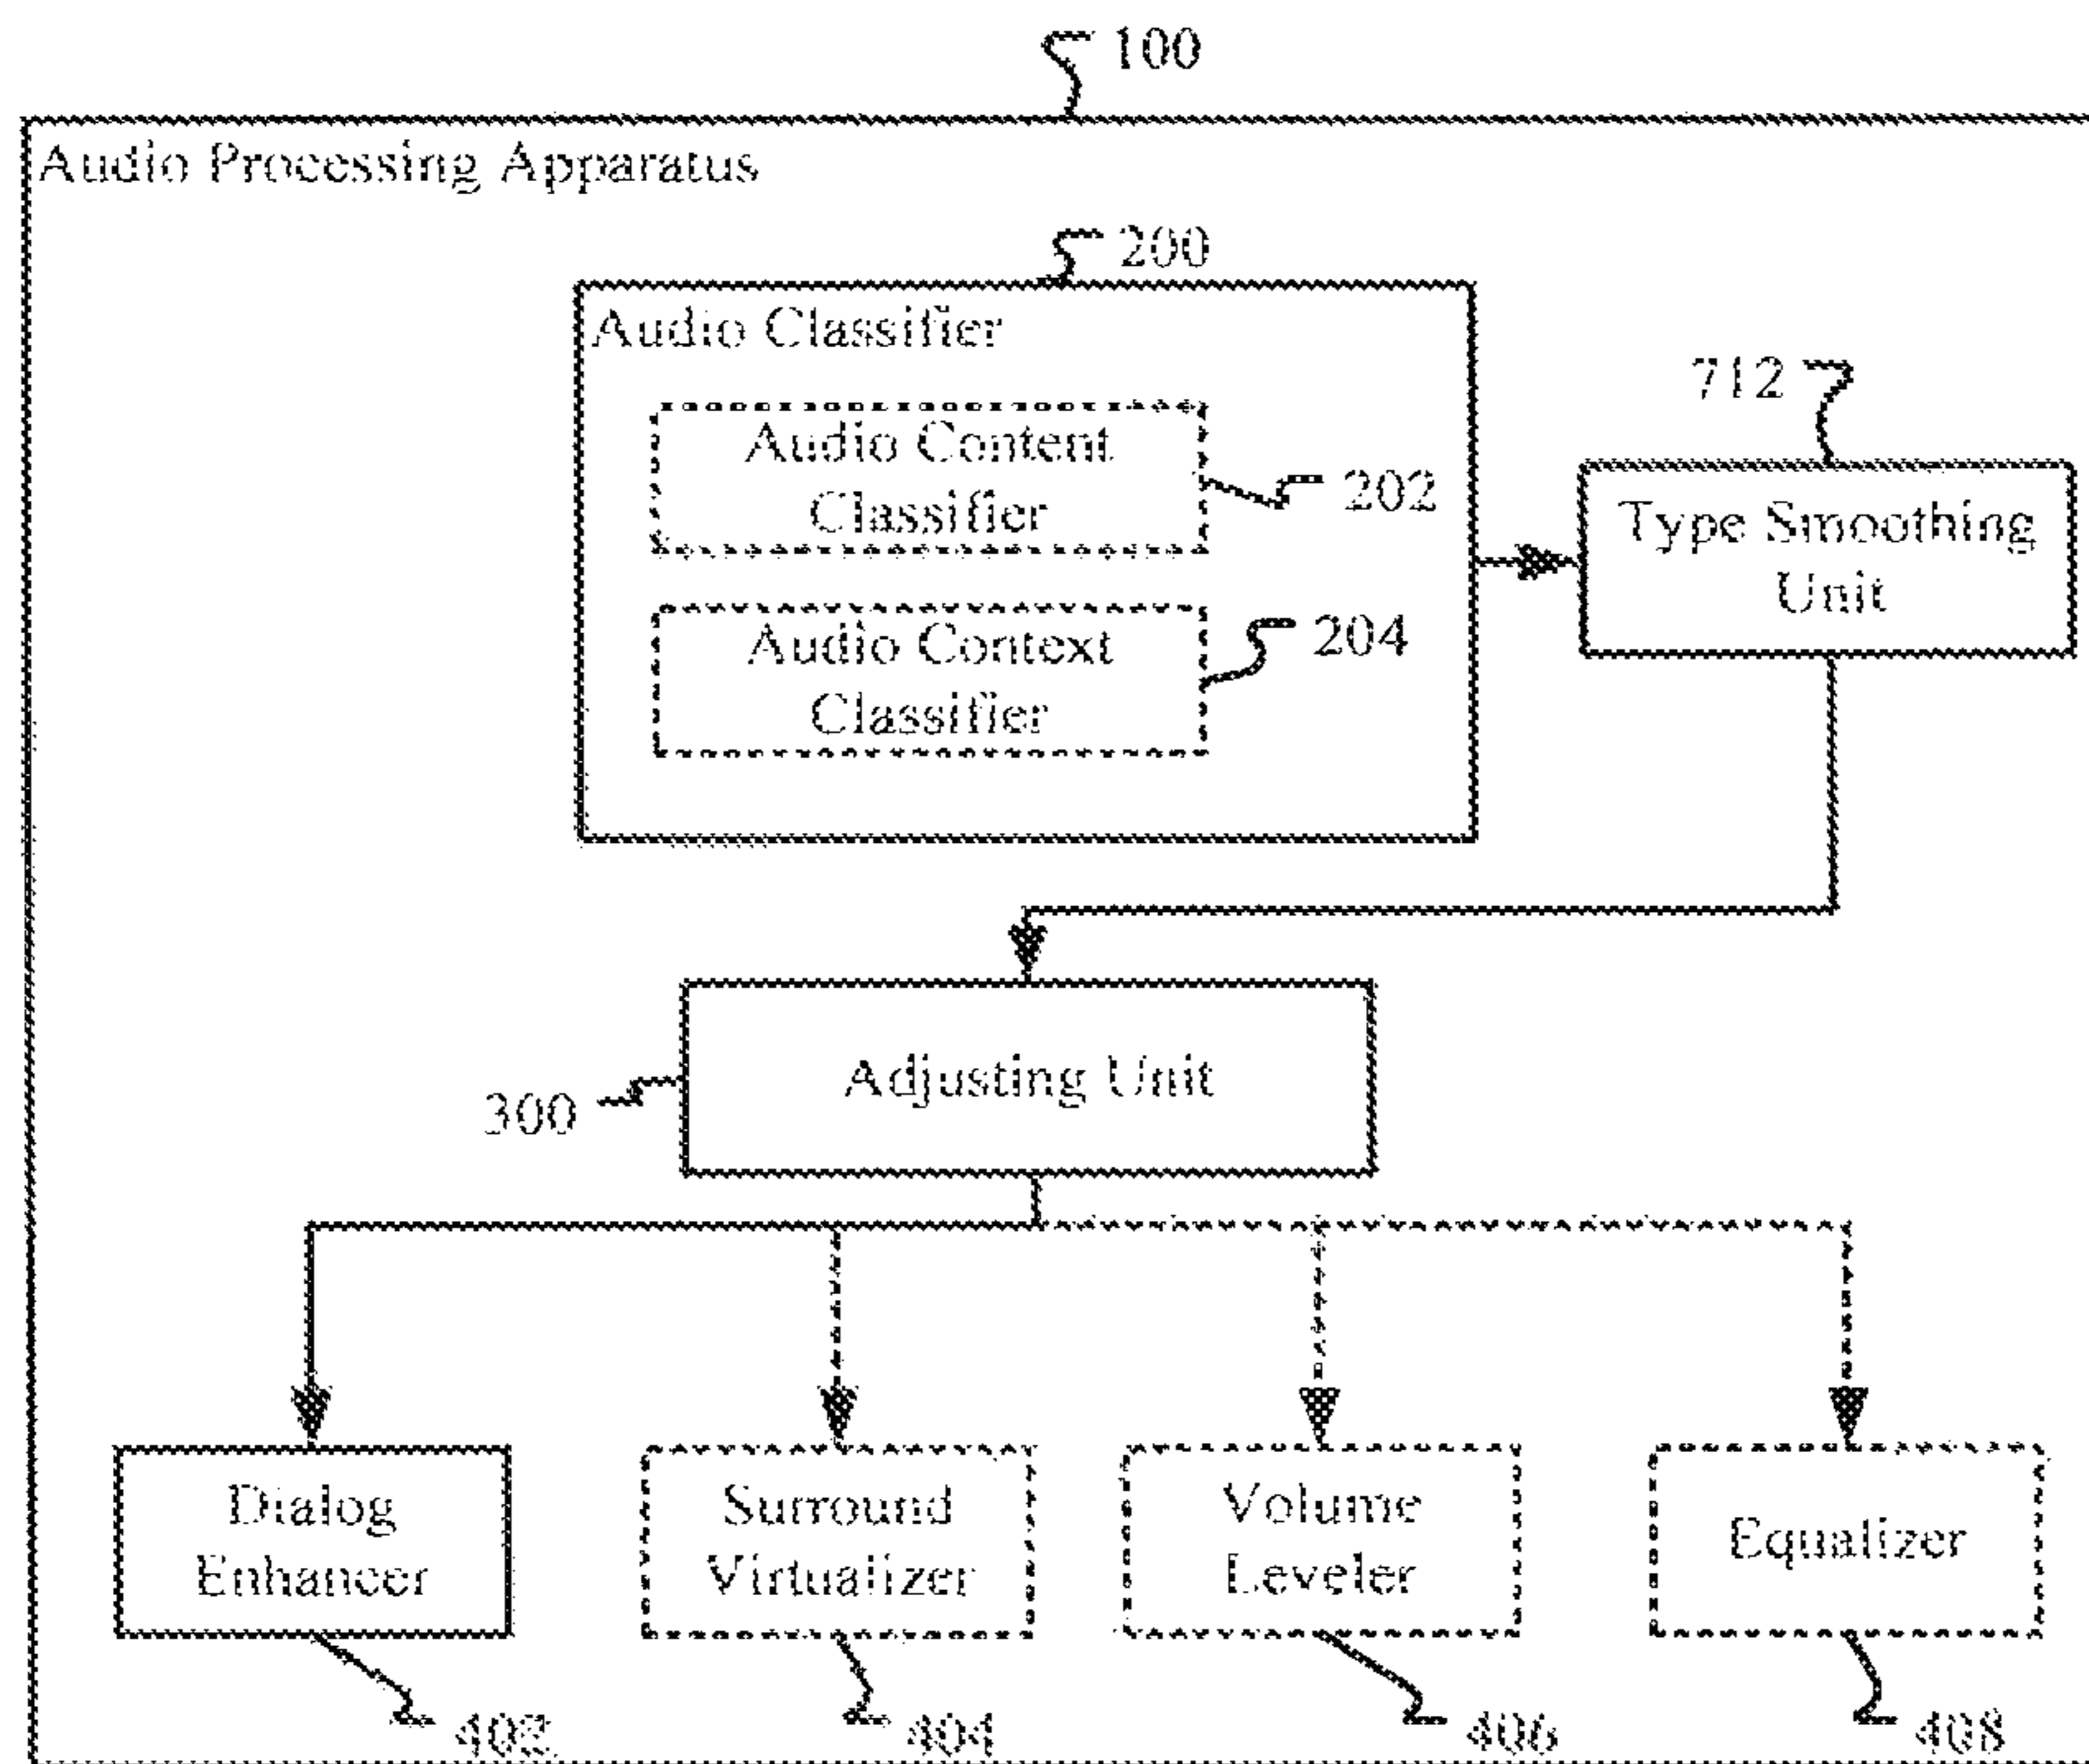 100
Audio Processing Apparatus
200
Audio Classifier
712
Audio Content
Classifier
202
Type Smoothing
Unit
Audio Context
Classifier
204
Adjusting Unit
300
Dialog
Enhancer
Surround
Virtualizer
Volume
Leveler
Equalizer
402
404
406
408